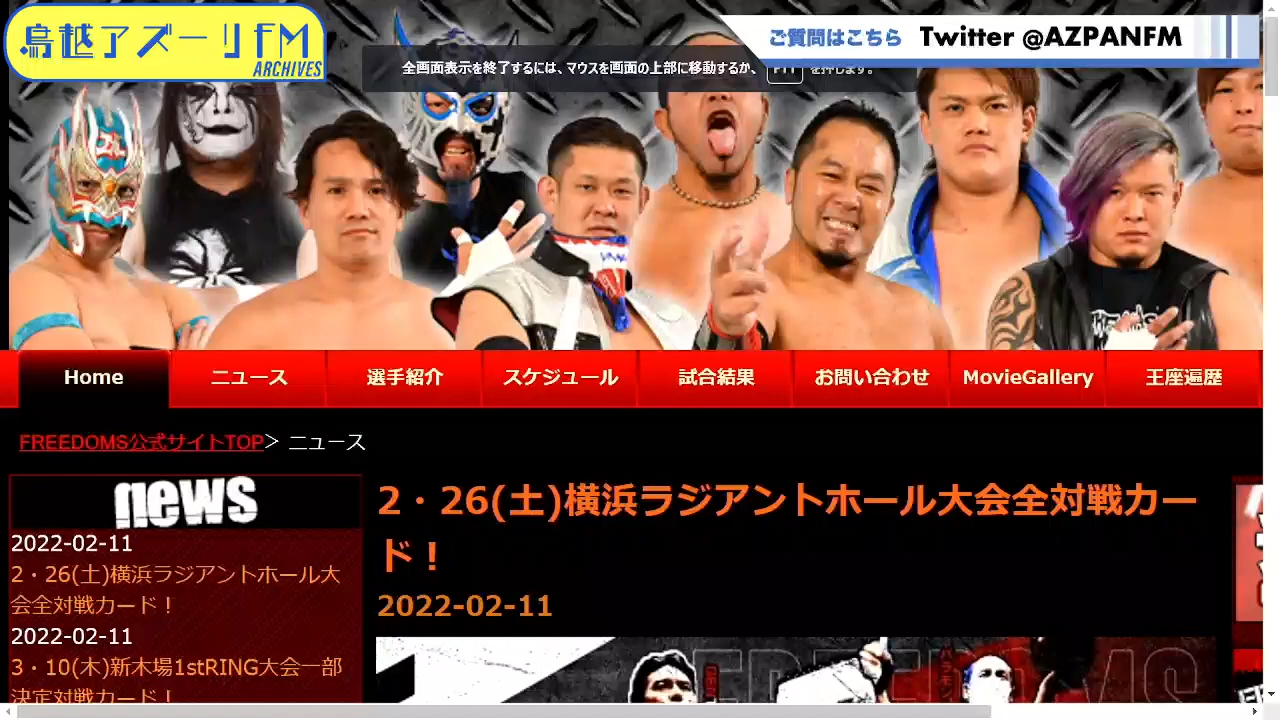 鳥越アズーリFM
ARCHIVES
ご質問はこちら Twitter @AZPANFM
全画面表示を終了するには、マウスを画面の上部に移動するか、 F11 を押します。
Home
ニュース
選手紹介
スケジュール
試合結果
お問い合わせ
MovieGallery
王座遍歴
FREEDOMS公式サイトTOP> ニュース
news
2022-02-11
2・26(土)横浜ラジアントホール大
会全対戦カード！
2022-02-11
3・10(木)新木場1stRING大会一部
決定対戦カード！
2・26(土)横浜ラジアントホール大会全対戦カー
ド！
2022-02-11
FREEDOMS